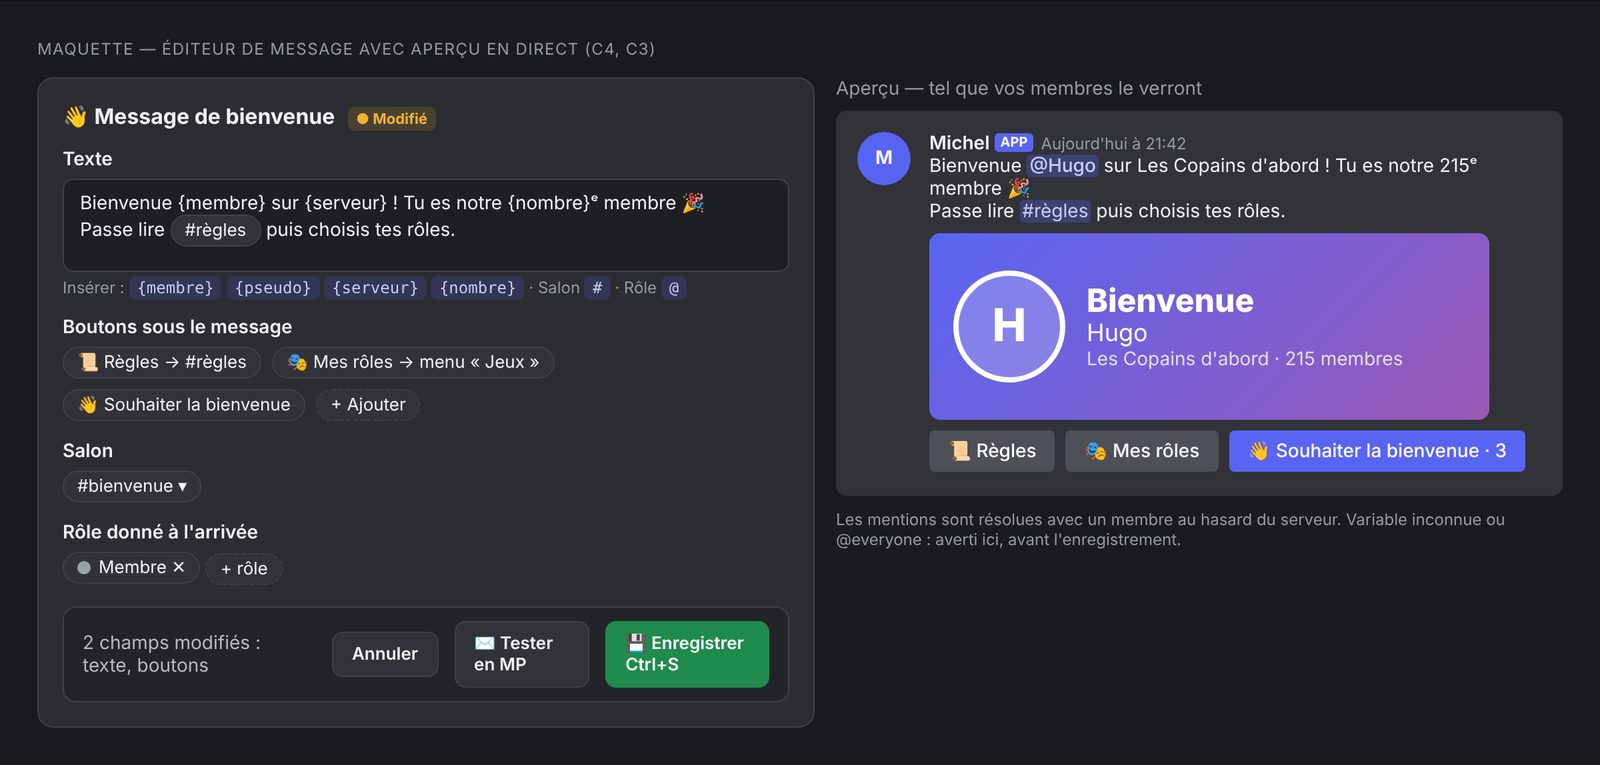 MAQUETTE — ÉDITEUR DE MESSAGE AVEC APERÇU EN DIRECT (C4, C3)
👋 Message de bienvenue ● Modifié
Texte
Bienvenue {membre} sur {serveur} ! Tu es notre {nombre}ᵉ membre 🎉
Passe lire #règles puis choisis tes rôles.
Insérer : {membre} {pseudo} {serveur} {nombre} · Salon # · Rôle @
Boutons sous le message
📜 Règles → #règles 🎭 Mes rôles → menu « Jeux »
👋 Souhaiter la bienvenue + Ajouter
Salon
#bienvenue ▾
Rôle donné à l'arrivée
● Membre ✕ + rôle
2 champs modifiés :
texte, boutons
Annuler
✉️ Tester
en MP
💾 Enregistrer
Ctrl+S
Aperçu — tel que vos membres le verront
M
Michel APP Aujourd'hui à 21:42
Bienvenue @Hugo sur Les Copains d'abord ! Tu es notre 215ᵉ
membre 🎉
Passe lire #règles puis choisis tes rôles.
H
Bienvenue
Hugo
Les Copains d'abord · 215 membres
📜 Règles 🎭 Mes rôles 👋 Souhaiter la bienvenue · 3
Les mentions sont résolues avec un membre au hasard du serveur. Variable inconnue ou
@everyone : averti ici, avant l'enregistrement.